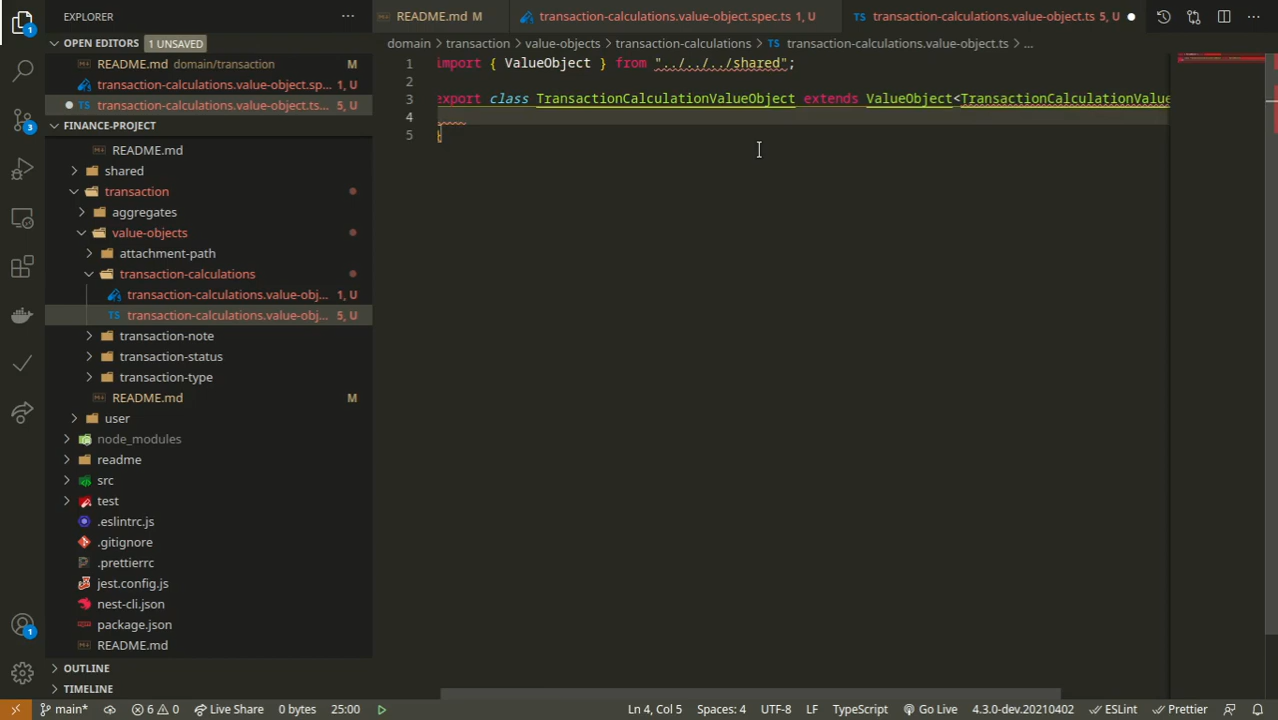 EXPLORER
OPEN EDITORS 1 UNSAVED
README.md domain/transaction M
transaction-calculations.value-object.sp... 1, U
transaction-calculations.value-object.ts... 5, U
FINANCE-PROJECT
README.md
shared
transaction
aggregates
value-objects
attachment-path
transaction-calculations
transaction-calculations.value-obj... 1, U
transaction-calculations.value-obj... 5, U
transaction-note
transaction-status
transaction-type
README.md M
user
node_modules
readme
src
test
.eslintrc.js
.gitignore
.prettierrc
jest.config.js
nest-cli.json
package.json
README.md
OUTLINE
TIMELINE
README.md M
transaction-calculations.value-object.spec.ts 1, U
transaction-calculations.value-object.ts 5, U
domain > transaction > value-objects > transaction-calculations > TS transaction-calculations.value-object.ts > ...
1 import { ValueObject } from "../../../shared";
2
3 export class TransactionCalculationValueObject extends ValueObject<TransactionCalculationValue
4
5 }
1
3
1
main* 6 0 Live Share 0 bytes 25:00 Ln 4, Col 5 Spaces: 4 UTF-8 LF TypeScript Go Live 4.3.0-dev.20210402 ESLint Prettier